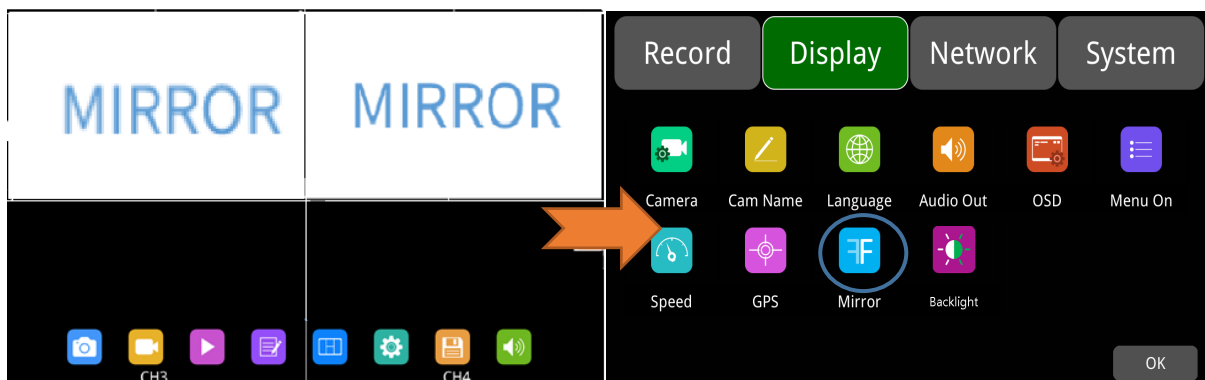 MIRROR MIRROR
CH3 CH4
Record Display Network System
Camera Cam Name Language Audio Out OSD Menu On
Speed GPS Mirror Backlight
OK